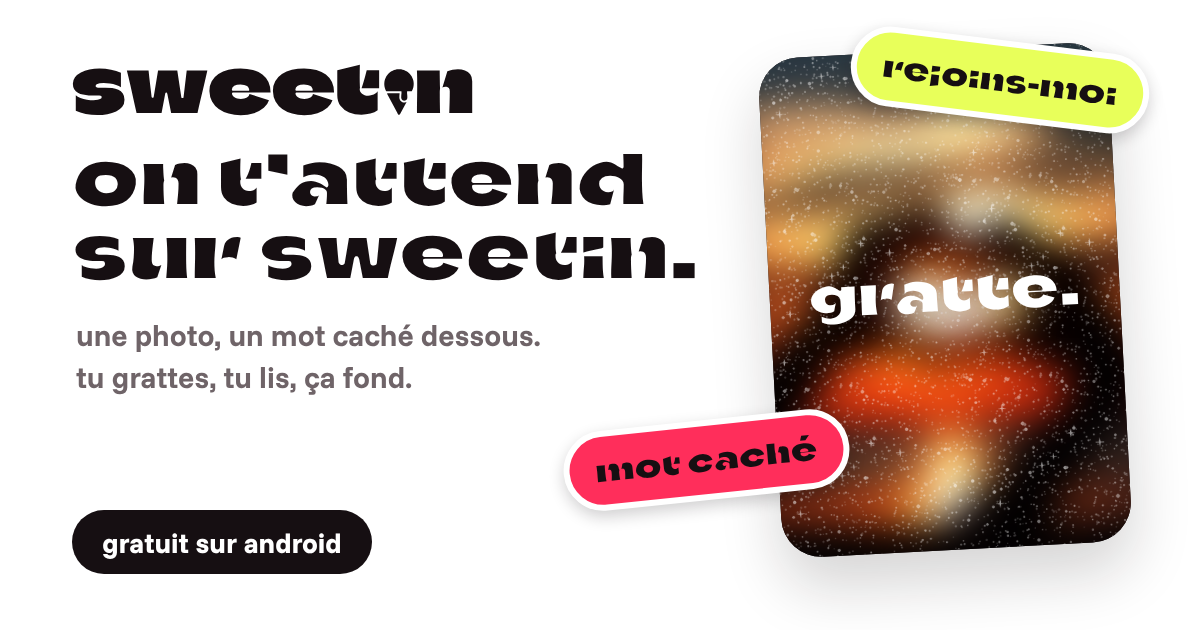 sweetin
on t'attend
sur sweetin.
une photo, un mot caché dessous.
tu grattes, tu lis, ça fond.
gratuit sur android
rejoins-moi
gratte.
mot caché